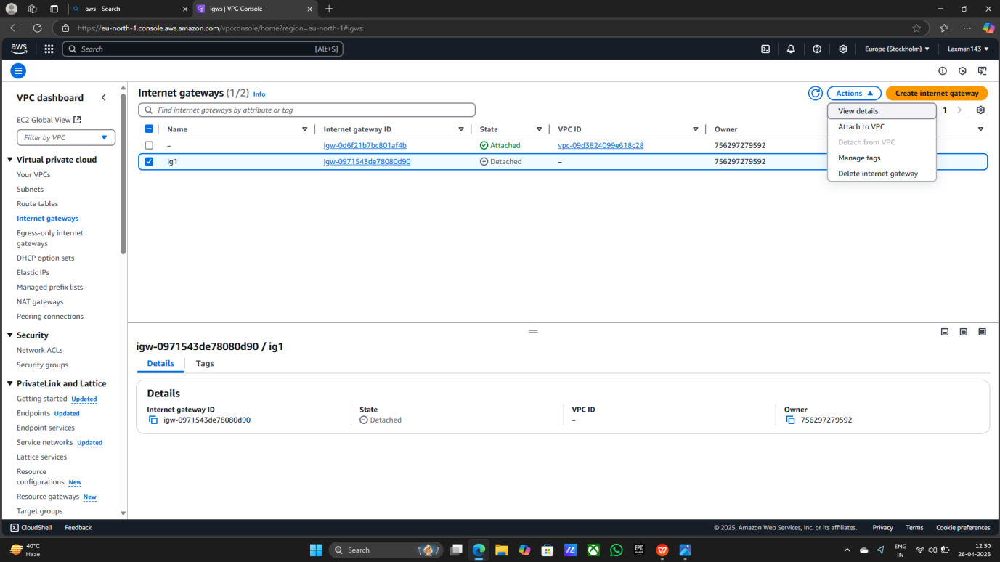 aws - Search
igws | VPC Console
https://eu-north-1.console.aws.amazon.com/vpcconsole/home?region=eu-north-1#igws:
aws
Search [Alt+S]
Europe (Stockholm)
Laxman143
VPC dashboard
EC2 Global View
Filter by VPC
Virtual private cloud
Your VPCs
Subnets
Route tables
Internet gateways
Egress-only internet
gateways
DHCP option sets
Elastic IPs
Managed prefix lists
NAT gateways
Peering connections
Security
Network ACLs
Security groups
PrivateLink and Lattice
Getting started Updated
Endpoints Updated
Endpoint services
Service networks Updated
Lattice services
Resource
configurations New
Resource gateways New
Target groups
Internet gateways (1/2) Info
Actions
Create internet gateway
Find internet gateways by attribute or tag
1
View details
Attach to VPC
Detach from VPC
Manage tags
Delete internet gateway
Name Internet gateway ID State VPC ID Owner
– igw-0d6f21b7bc801af4b Attached vpc-09d3824099e618c28 756297279592
ig1 igw-0971543de78080d90 Detached – 756297279592
igw-0971543de78080d90 / ig1
Details Tags
Details
Internet gateway ID State VPC ID Owner
igw-0971543de78080d90 Detached – 756297279592
CloudShell Feedback
© 2025, Amazon Web Services, Inc. or its affiliates. Privacy Terms Cookie preferences
40°C
Haze
Search
EPIC
ENG
IN
12:50
26-04-2025